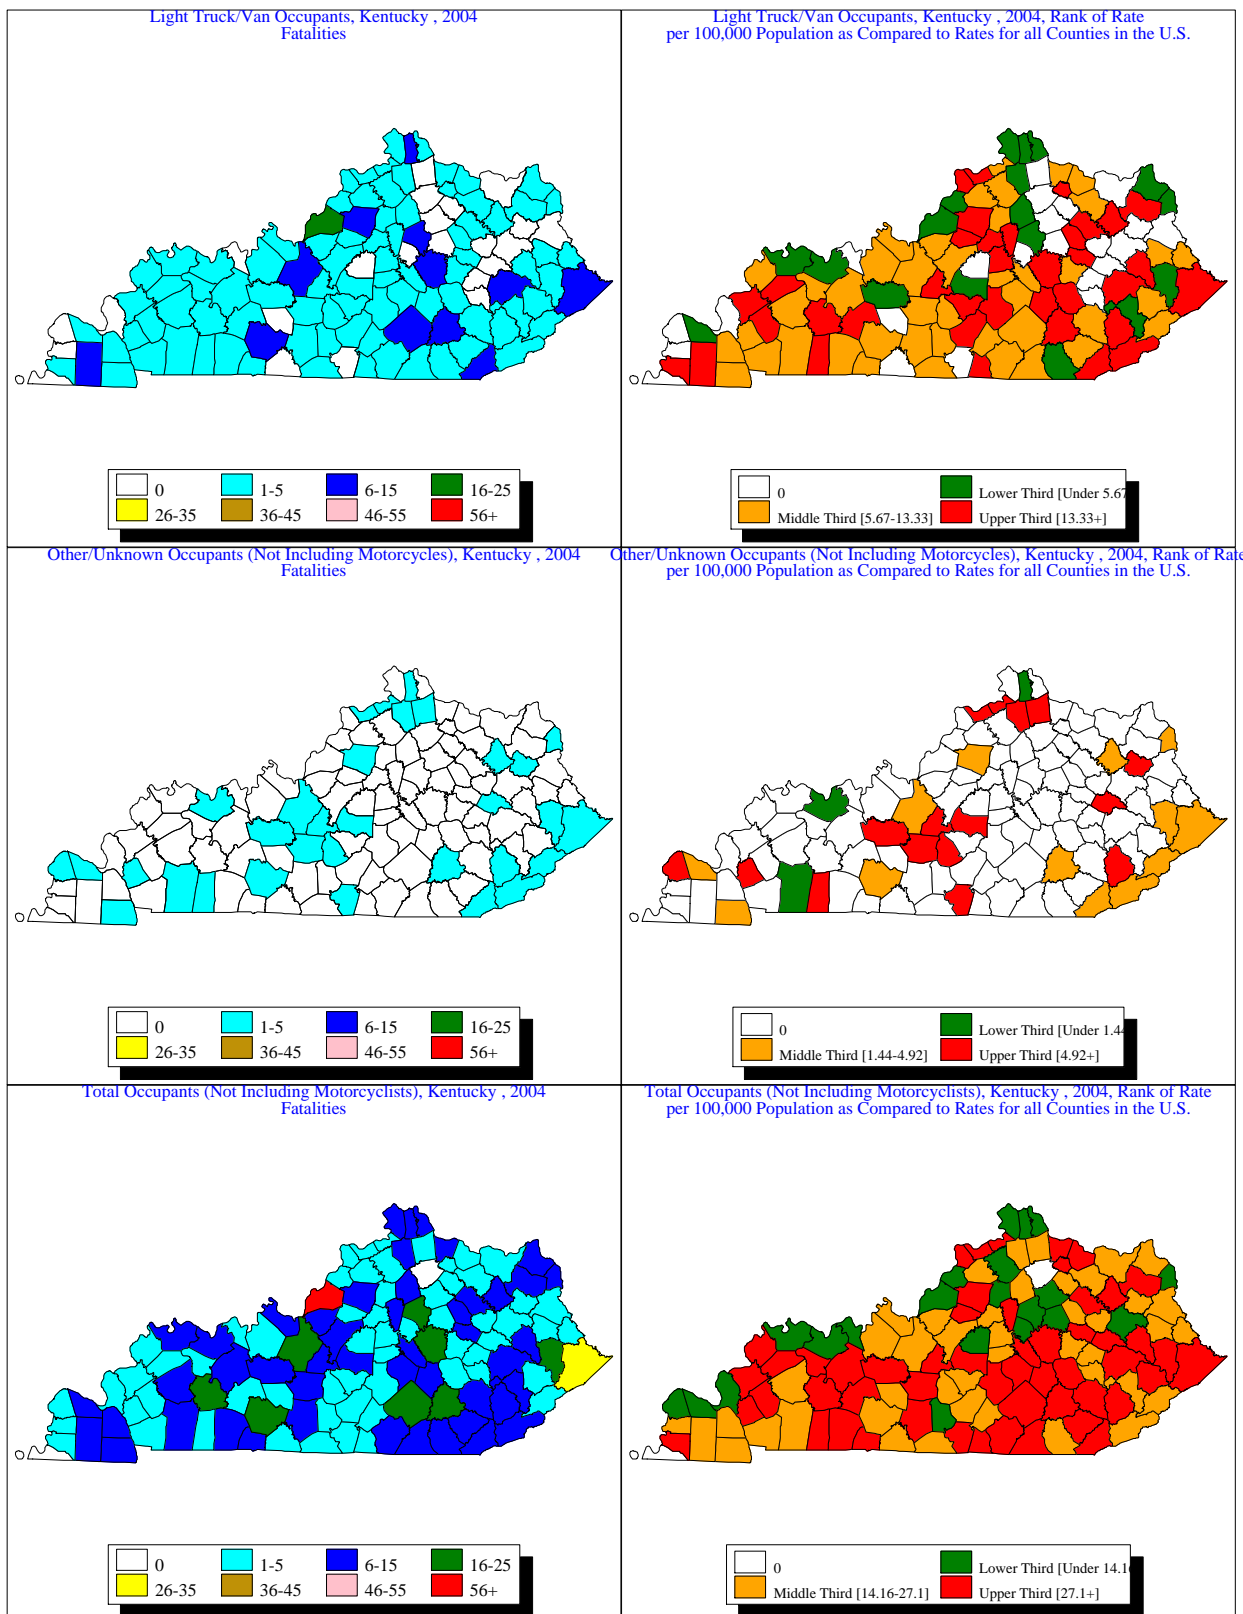 Light Truck/Van Occupants, Kentucky , 2004
Fatalities
0
1-5
6-15
16-25
26-35
36-45
46-55
56+
Light Truck/Van Occupants, Kentucky , 2004, Rank of Rate
per 100,000 Population as Compared to Rates for all Counties in the U.S.
0
Lower Third [Under 5.67
Middle Third [5.67-13.33]
Upper Third [13.33+]
Other/Unknown Occupants (Not Including Motorcycles), Kentucky , 2004
Fatalities
0
1-5
6-15
16-25
26-35
36-45
46-55
56+
Other/Unknown Occupants (Not Including Motorcycles), Kentucky , 2004, Rank of Rate
per 100,000 Population as Compared to Rates for all Counties in the U.S.
0
Lower Third [Under 1.44
Middle Third [1.44-4.92]
Upper Third [4.92+]
Total Occupants (Not Including Motorcyclists), Kentucky , 2004
Fatalities
0
1-5
6-15
16-25
26-35
36-45
46-55
56+
Total Occupants (Not Including Motorcyclists), Kentucky , 2004, Rank of Rate
per 100,000 Population as Compared to Rates for all Counties in the U.S.
0
Lower Third [Under 14.16
Middle Third [14.16-27.1]
Upper Third [27.1+]